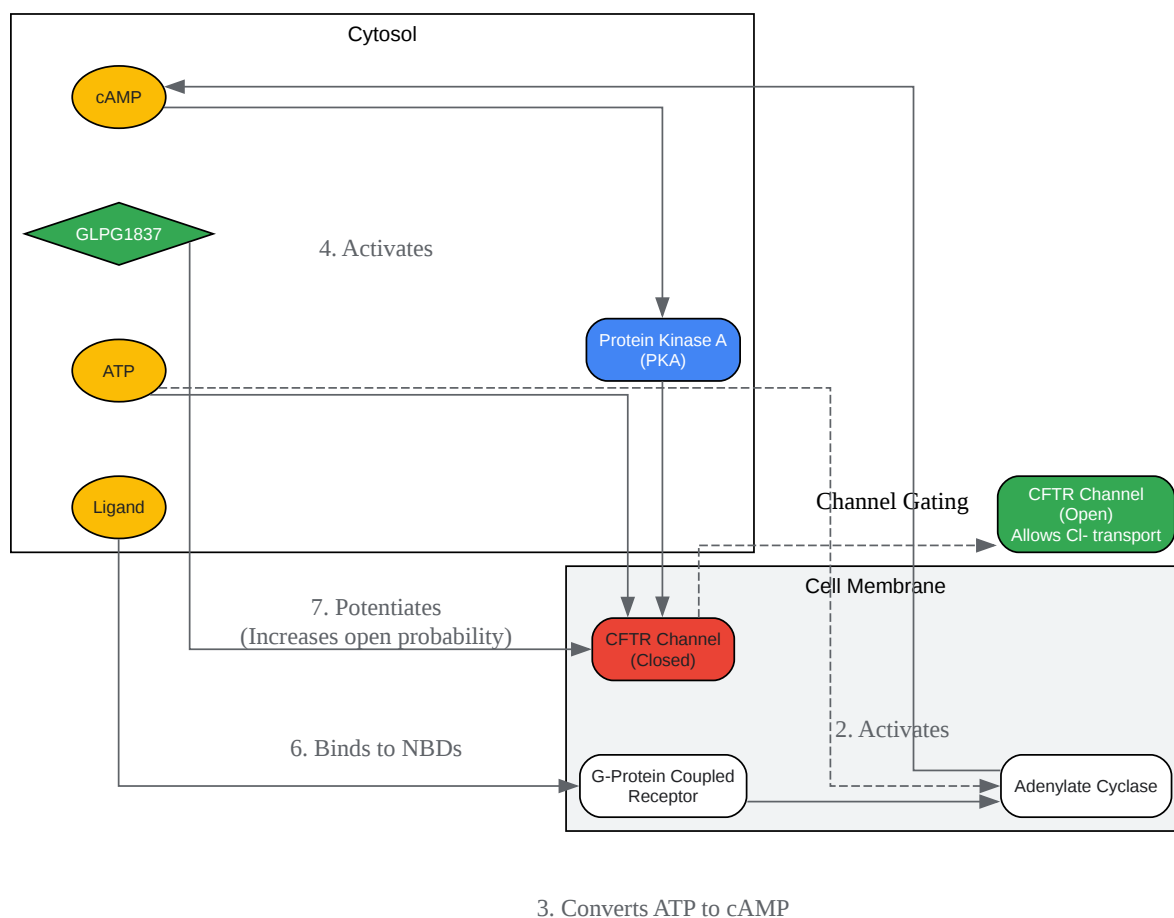 Cytosol
cAMP
GLPG1837
4. Activates
Protein Kinase A
(PKA)
ATP
Ligand
Channel Gating
CFTR Channel
(Open)
Allows Cl- transport
Cell Membrane
7. Potentiates
(Increases open probability)
CFTR Channel
(Closed)
2. Activates
6. Binds to NBDs
G-Protein Coupled
Receptor
Adenylate Cyclase
3. Converts ATP to cAMP